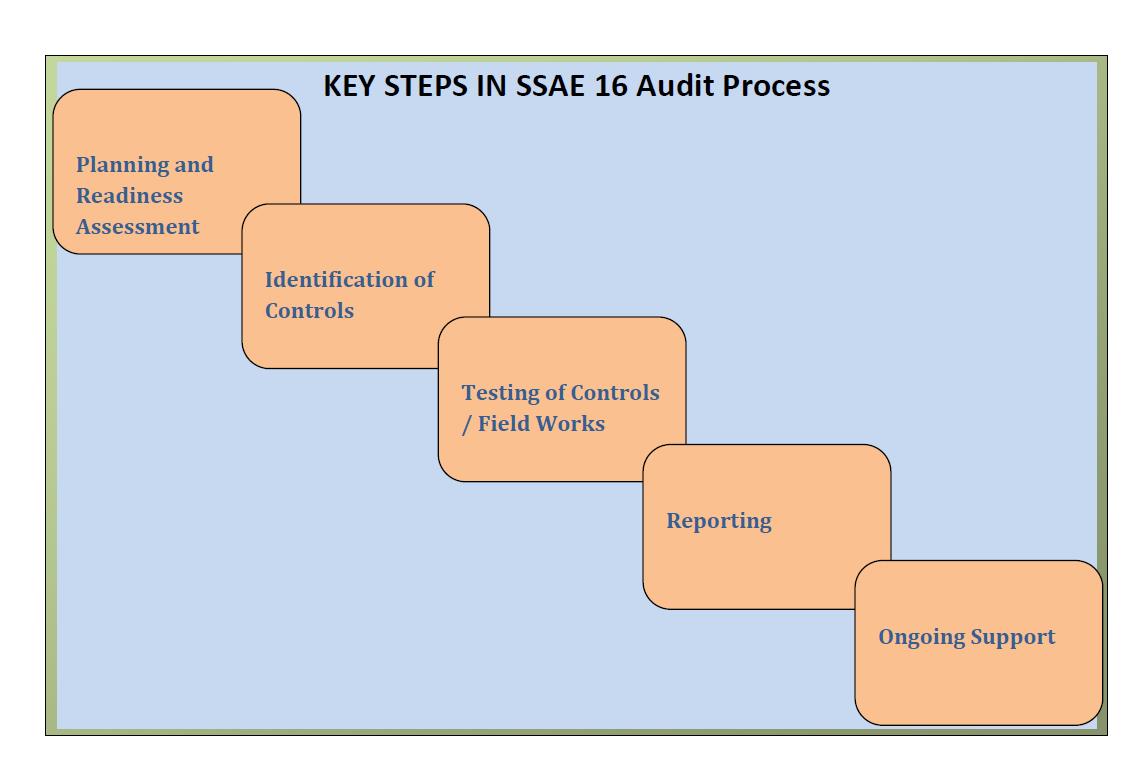 KEY STEPS IN SSAE 16 Audit Process
Planning and
Readiness
Assessment
Identification of
Controls
Testing of Controls
/ Field Works
Reporting
Ongoing Support